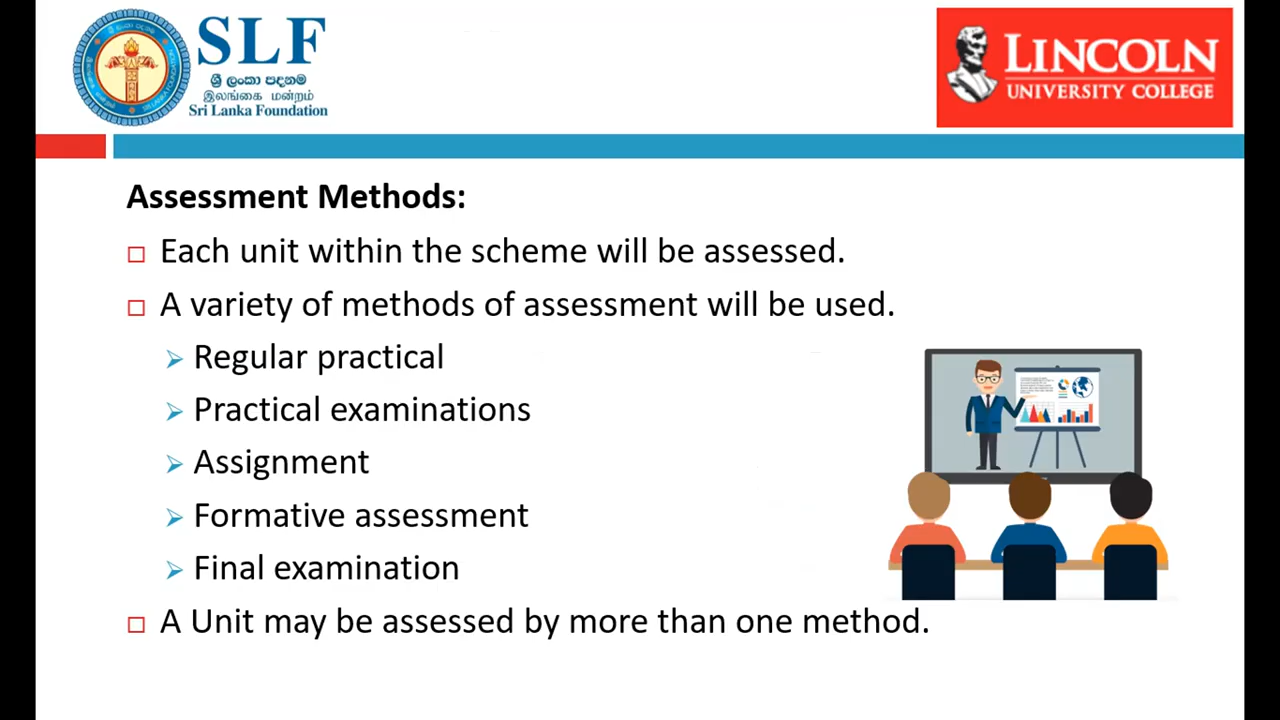 SLF
ශ්‍රී ලංකා පදනම
இலங்கை மன்றம்
Sri Lanka Foundation
LINCOLN
UNIVERSITY COLLEGE
Assessment Methods:
Each unit within the scheme will be assessed.
A variety of methods of assessment will be used.
Regular practical
Practical examinations
Assignment
Formative assessment
Final examination
A Unit may be assessed by more than one method.